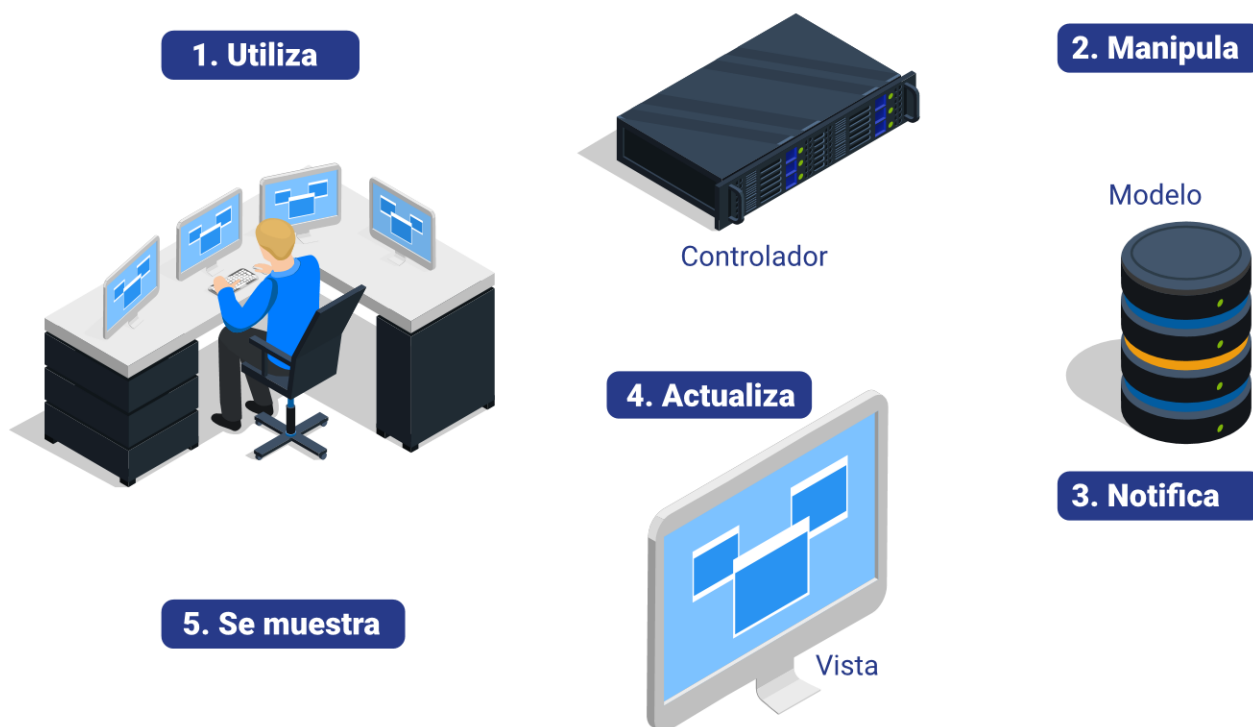 1. Utiliza
2. Manipula
Modelo
Controlador
4. Actualiza
3. Notifica
5. Se muestra
Vista